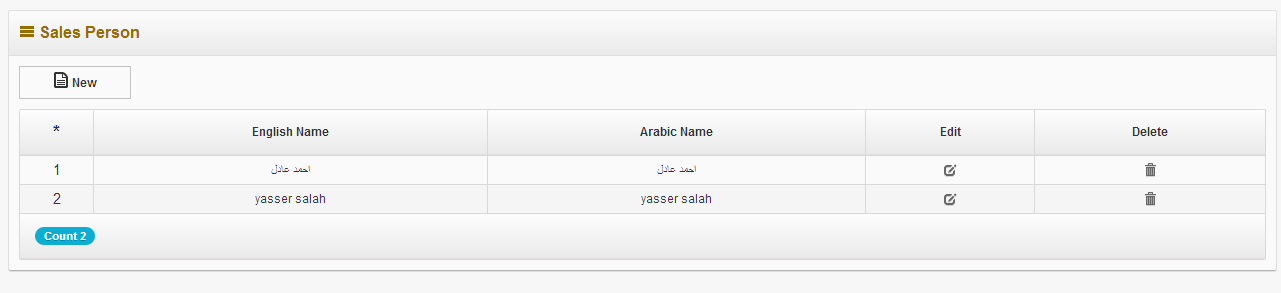 Sales Person
New
* English Name Arabic Name Edit Delete
1 احمد عادل احمد عادل
2 yasser salah yasser salah
Count 2